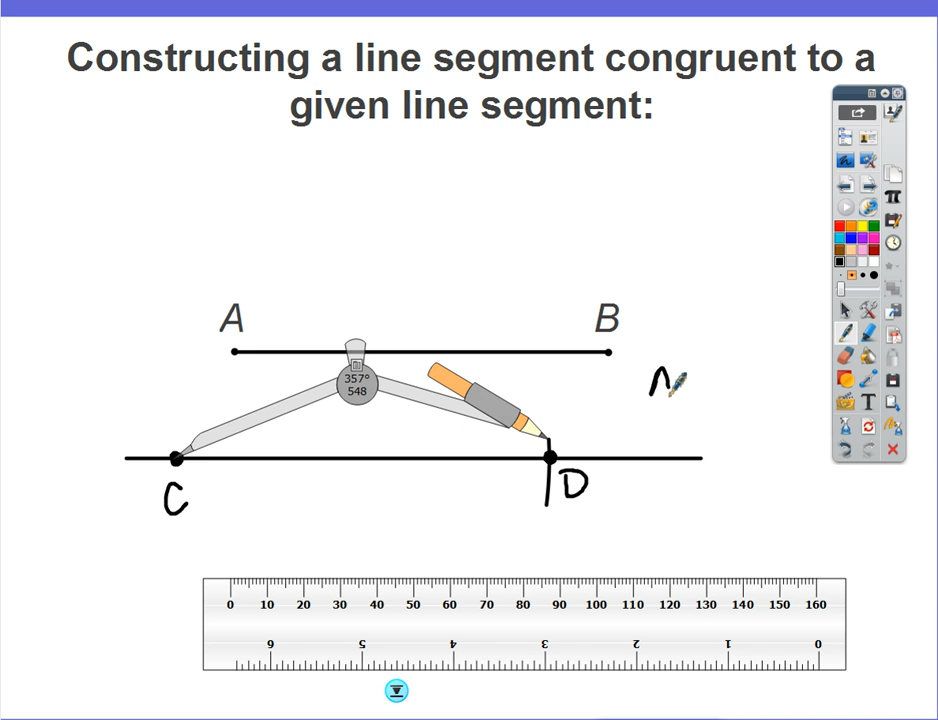 Constructing a line segment congruent to a
given line segment:
A B
357°
548
C D
0 10 20 30 40 50 60 70 80 90 100 110 120 130 140 150 160
6 5 4 3 2 1 0
π
T